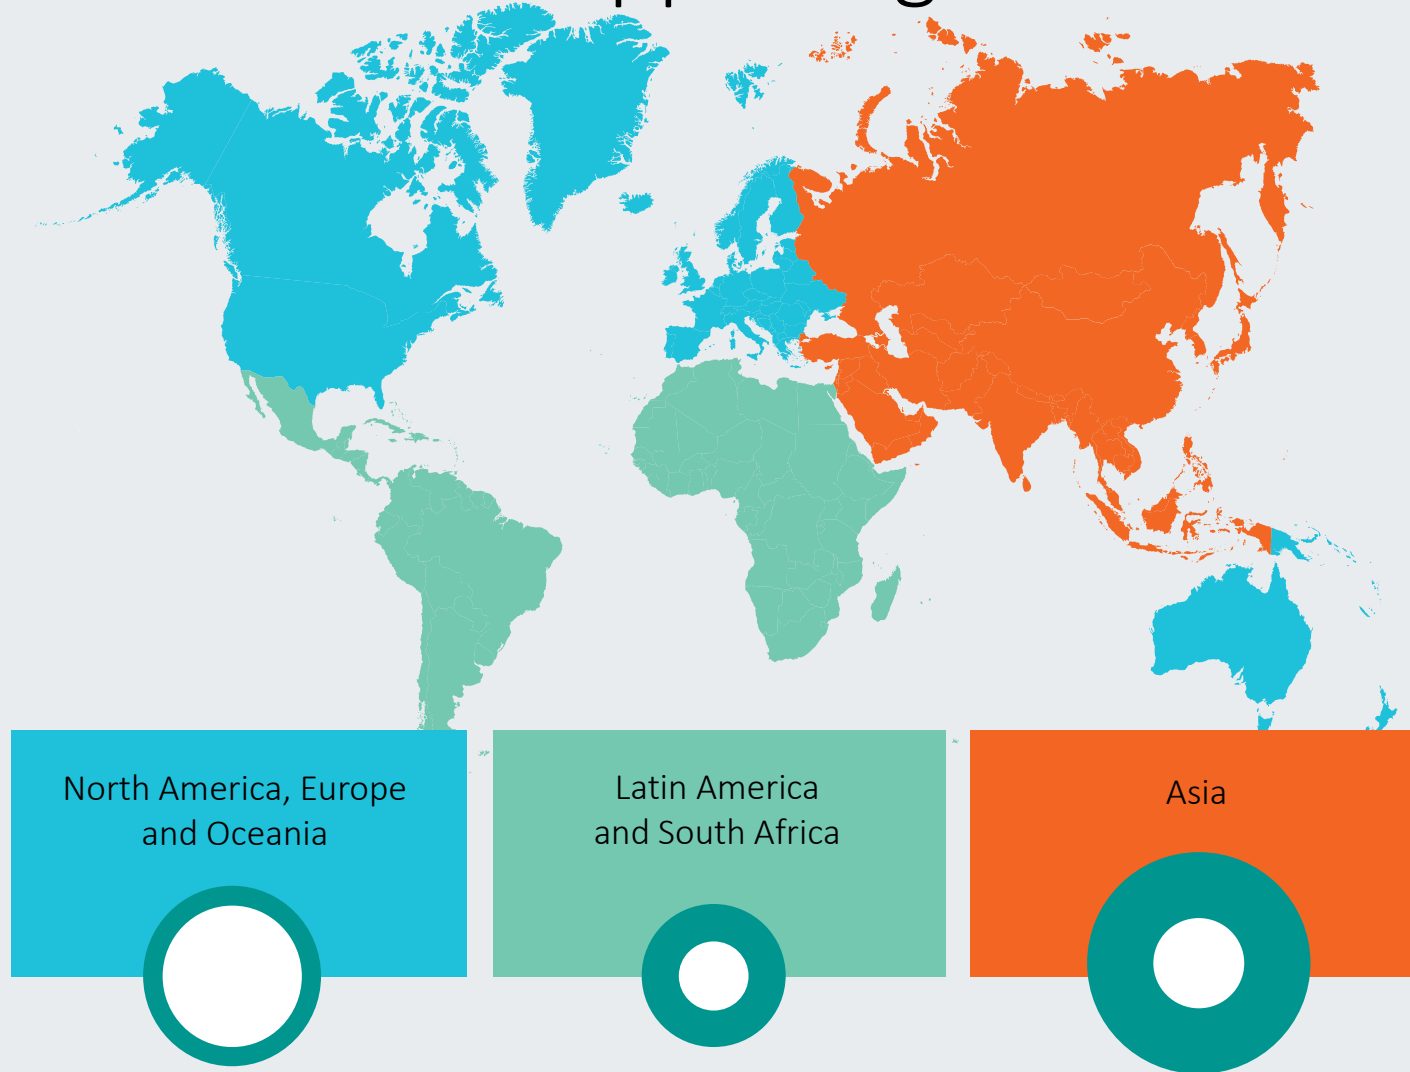 North America, Europe
and Oceania
Latin America
and South Africa
Asia